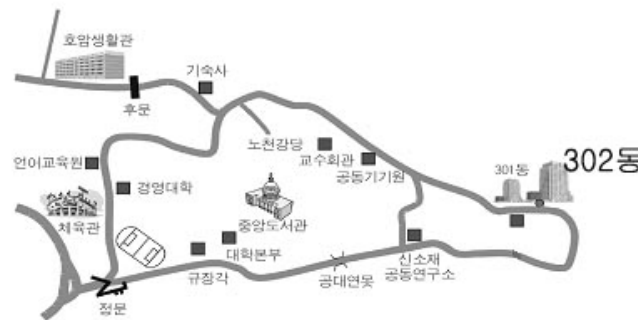 호암생활관
기숙사
후문
노천강당
교수회관
공동기기원
301동
302동
언어교육원
경영대학
체육관
중앙도서관
대학본부
규장각
신소재
공동연구소
공대연못
정문